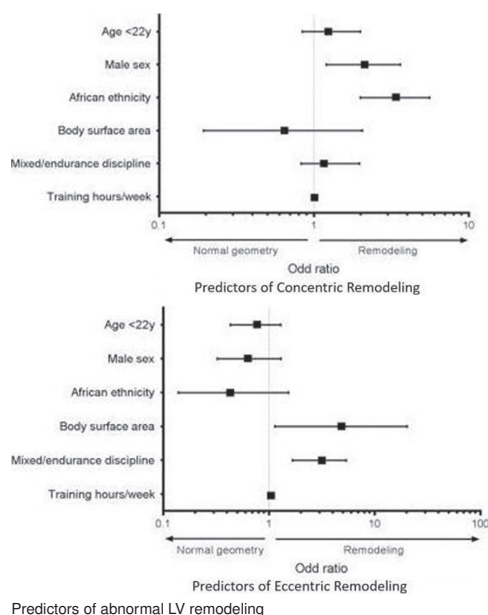 Age <22y
Male sex
African ethnicity
Body surface area
Mixed/endurance discipline
Training hours/week
0.1 1 10
Normal geometry Remodeling
Odd ratio
Predictors of Concentric Remodeling
Age <22y
Male sex
African ethnicity
Body surface area
Mixed/endurance discipline
Training hours/week
0.1 1 10 100
Normal geometry Remodeling
Odd ratio
Predictors of Eccentric Remodeling
Predictors of abnormal LV remodeling